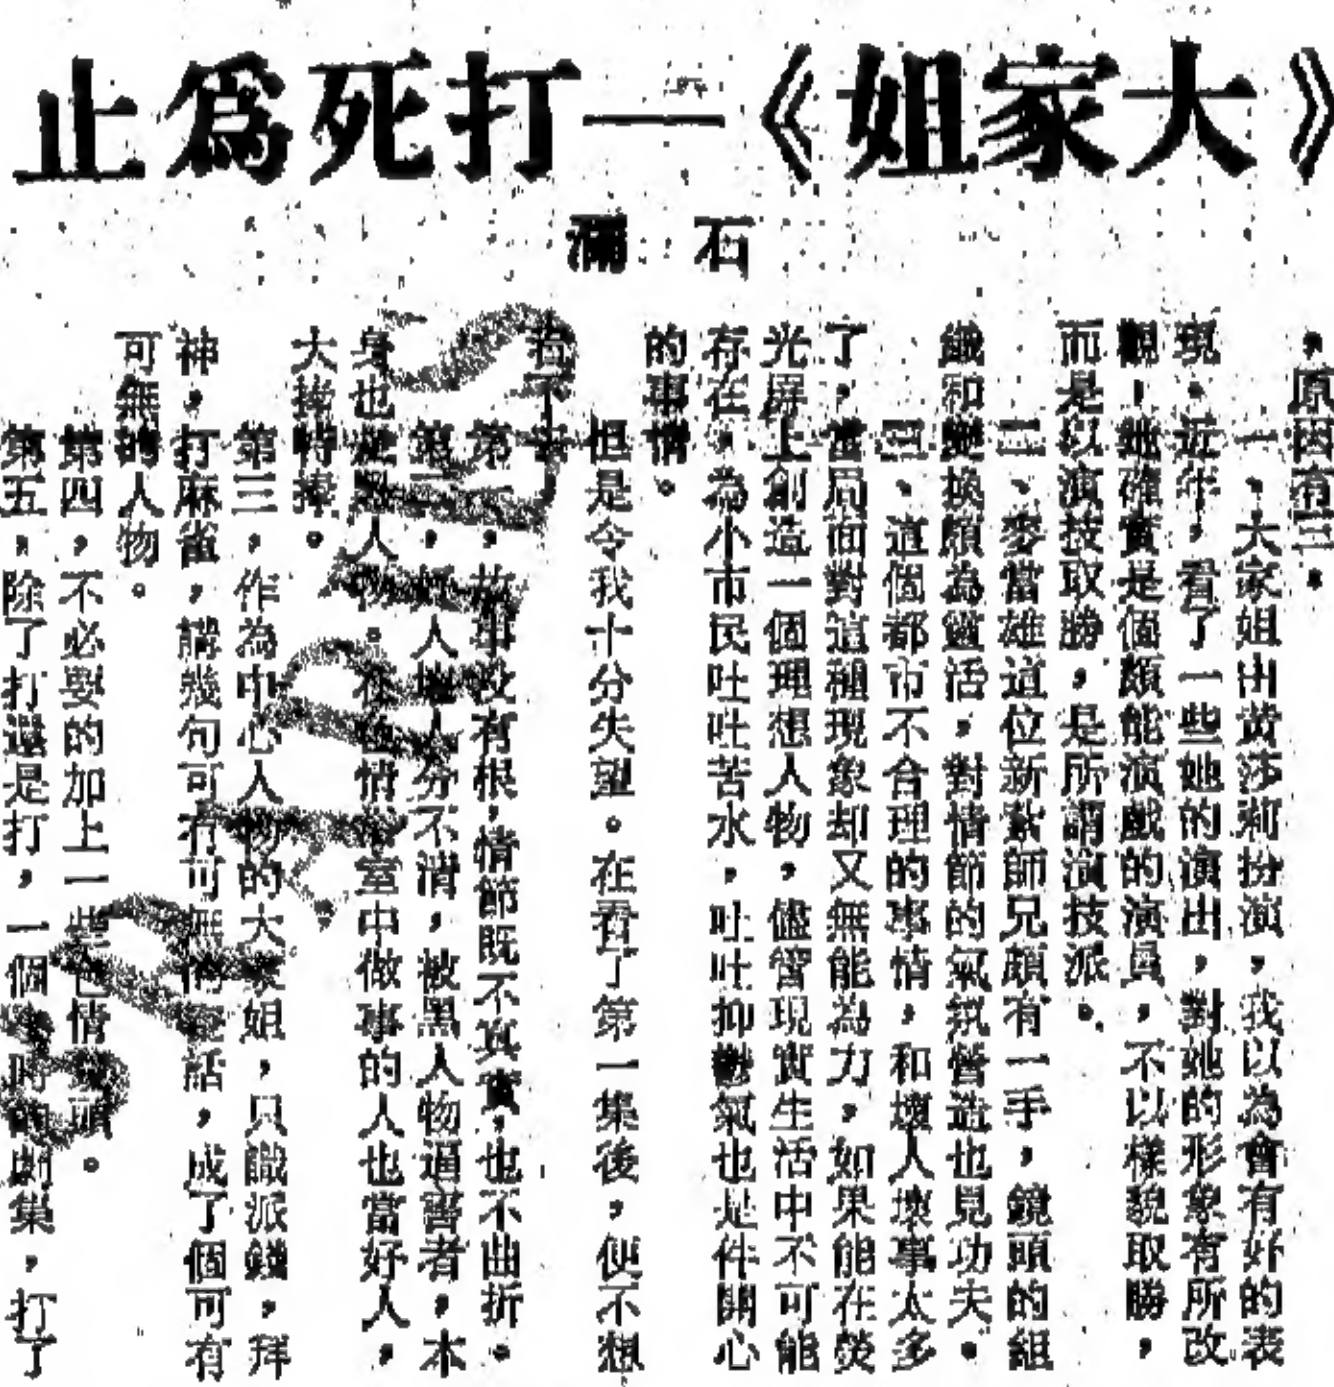 《大家姐》—打死為止
石滿
，原因有三。
一、大家姐由黄莎莉扮演，我以為會有好的表
現。近年，看了一些她的演出，對她的形象有所改
觀，她確實是個頗能演戲的演員，不以樣貌取勝，
而是以演技取勝，是所謂演技派。
二、麥當雄這位新紮師兄頗有一手，鏡頭的組
織和變換頗為靈活，對情節的氣氛營造也見功夫。
三、這個都市不合理的事情，和壞人壞事太多
了，當局面對這種現象却又無能為力，如果能在熒
光屏上創造一個理想人物，儘管現實生活中不可能
存在，為小市民吐吐苦水，吐吐抑鬱氣也是件開心
的事情。
但是令我十分失望。在看了第一集後，便不想
看下去
第一，故事没有根，情節既不真實，也不曲折。
第二，好人壞人分不清，被黑人物逼害者，本
身也是黑人物。在色情 室中做事的人也當好人，
大捧特捧。
第三，作為中心人物的大家姐，只識派錢，拜
神，打麻雀，講幾句可有可無的 話，成了個可有
可無的人物。
第四，不必要的加上一些色情 頭。
第五，除了打還是打，一個 時的劇集，打了